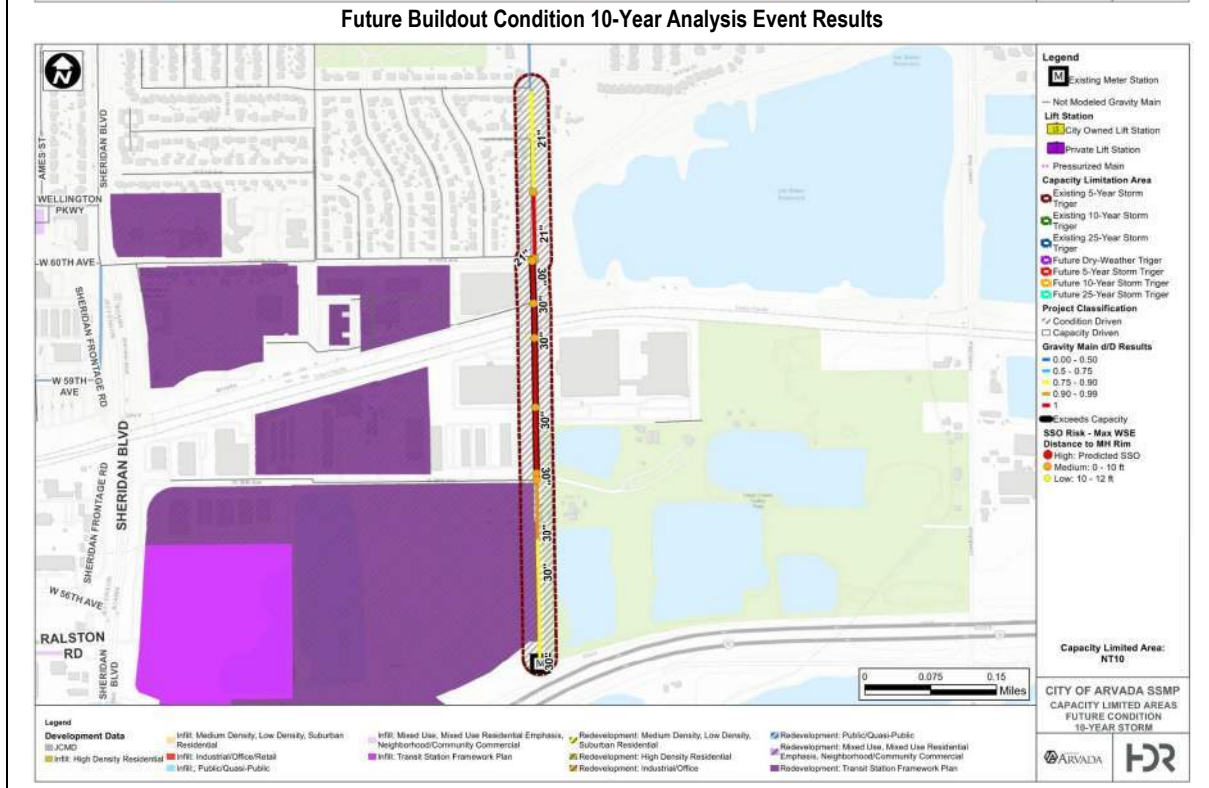 Future Buildout Condition 10-Year Analysis Event Results
N
AMES ST
SHERIDAN BLVD
WELLINGTON
PKWY
W 60TH AVE
SHERIDAN FRONTAGE RD
W 59TH
AVE
SHERIDAN BLVD
SHERIDAN FRONTAGE RD
W 56TH AVE
RALSTON
RD
SHERIDAN
BLVD
21"
21"
30"
30"
30"
30"
30"
30"
30"
M
30"
0 0.075 0.15
Miles
Legend
M Existing Meter Station
Not Modeled Gravity Main
Lift Station
LS City Owned Lift Station
Private Lift Station
Pressurized Main
Capacity Limitation Area
Existing 5-Year Storm
Triger
Existing 10-Year Storm
Triger
Existing 25-Year Storm
Triger
Future Dry-Weather Triger
Future 5-Year Storm Triger
Future 10-Year Storm Triger
Future 25-Year Storm Triger
Project Classification
Condition Driven
Capacity Driven
Gravity Main d/D Results
0.00 - 0.50
0.5 - 0.75
0.75 - 0.90
0.90 - 0.99
1
Exceeds Capacity
SSO Risk - Max WSE
Distance to MH Rim
High: Predicted SSO
Medium: 0 - 10 ft
Low: 10 - 12 ft
Capacity Limited Area:
NT10
CITY OF ARVADA SSMP
CAPACITY LIMITED AREAS
FUTURE CONDITION
10-YEAR STORM
ARVADA
HDR
Legend
Development Data
JCMD
Infill: High Density Residential
Infill: Medium Density, Low Density, Suburban
Residential
Infill: Industrial/Office/Retail
Infill:, Public/Quasi-Public
Infill: Mixed Use, Mixed Use Residential Emphasis,
Neighborhood/Community Commercial
Infill: Transit Station Framework Plan
Redevelopment: Medium Density, Low Density,
Suburban Residential
Redevelopment: High Density Residential
Redevelopment: Industrial/Office
Redevelopment: Public/Quasi-Public
Redevelopment: Mixed Use, Mixed Use Residential
Emphasis, Neighborhood/Community Commercial
Redevelopment: Transit Station Framework Plan